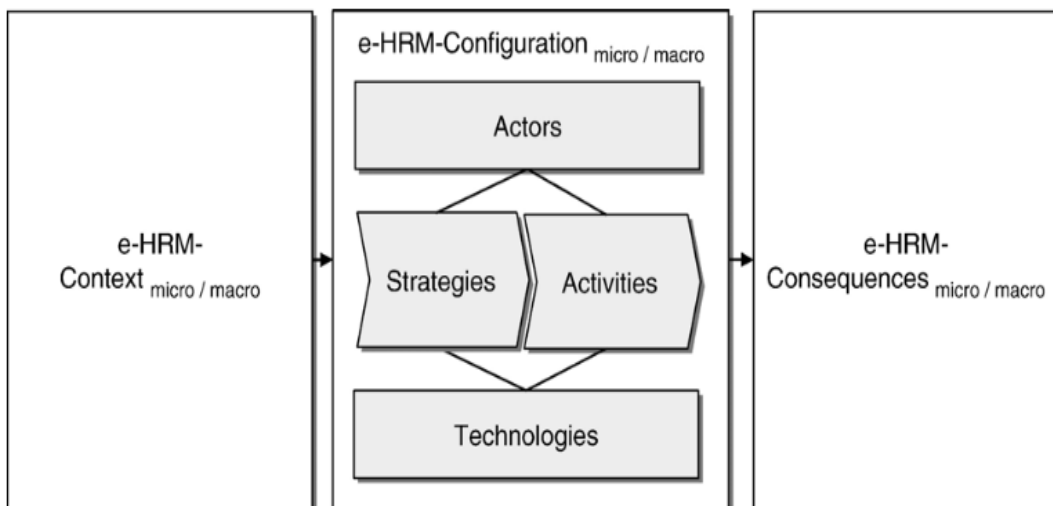 e-HRM-
Context micro / macro
e-HRM-Configuration micro / macro
Actors
Strategies
Activities
Technologies
e-HRM-
Consequences micro / macro